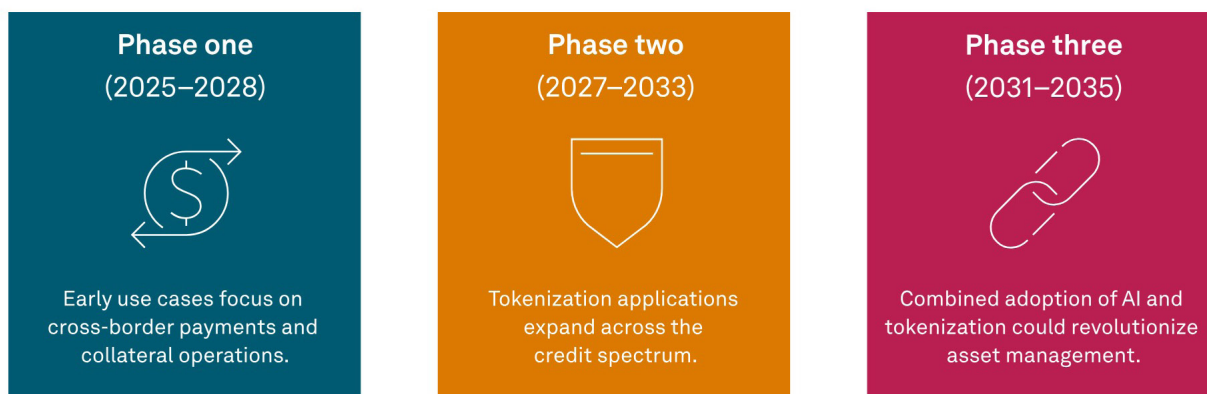 Phase one
(2025–2028)
Early use cases focus on
cross-border payments and
collateral operations.
Phase two
(2027–2033)
Tokenization applications
expand across the
credit spectrum.
Phase three
(2031–2035)
Combined adoption of AI and
tokenization could revolutionize
asset management.